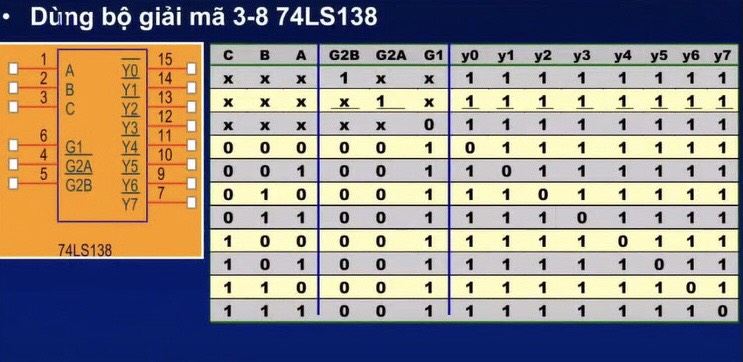 • Dùng bộ giải mã 3-8 74LS138
1 A Y0 15
2 B Y1 14
3 C Y2 13
Y3 12
6 G1 Y4 11
4 G2A Y5 10
5 G2B Y6 9
Y7 7
74LS138
C B A G2B G2A G1 y0 y1 y2 y3 y4 y5 y6 y7
x x x 1 x x 1 1 1 1 1 1 1 1
x x x x 1 x 1 1 1 1 1 1 1 1
x x x x x 0 1 1 1 1 1 1 1 1
0 0 0 0 0 1 0 1 1 1 1 1 1 1
0 0 1 0 0 1 1 0 1 1 1 1 1 1
0 1 0 0 0 1 1 1 0 1 1 1 1 1
0 1 1 0 0 1 1 1 1 0 1 1 1 1
1 0 0 0 0 1 1 1 1 1 0 1 1 1
1 0 1 0 0 1 1 1 1 1 1 0 1 1
1 1 0 0 0 1 1 1 1 1 1 1 0 1
1 1 1 0 0 1 1 1 1 1 1 1 1 0